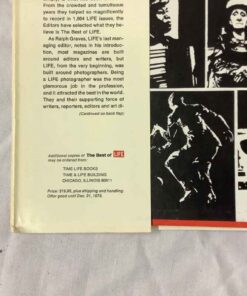 From the crowded and tumultuous
years they helped so magnificently
to record in 1,864 LIFE issues, the
Editors have selected what they be-
lieve is The Best of LIFE.
As Ralph Graves, LIFE's last man-
aging editor, notes in his introduc-
tion, most magazines are built
around editors and writers, but
LIFE, from the very beginning, was
built around photographers. Being
a LIFE photographer was the most
glamorous job in the profession,
and it attracted the best in the world.
They and their supporting force of
writers, reporters, editors and art di-
(Continued on back flap)
Additional copies of The Best of LIFE
may be ordered from:
TIME-LIFE BOOKS
TIME & LIFE BUILDING
CHICAGO, ILLINOIS
Price: $19.95, plus shipping and handling.
Offer good until Dec. 31, 1973